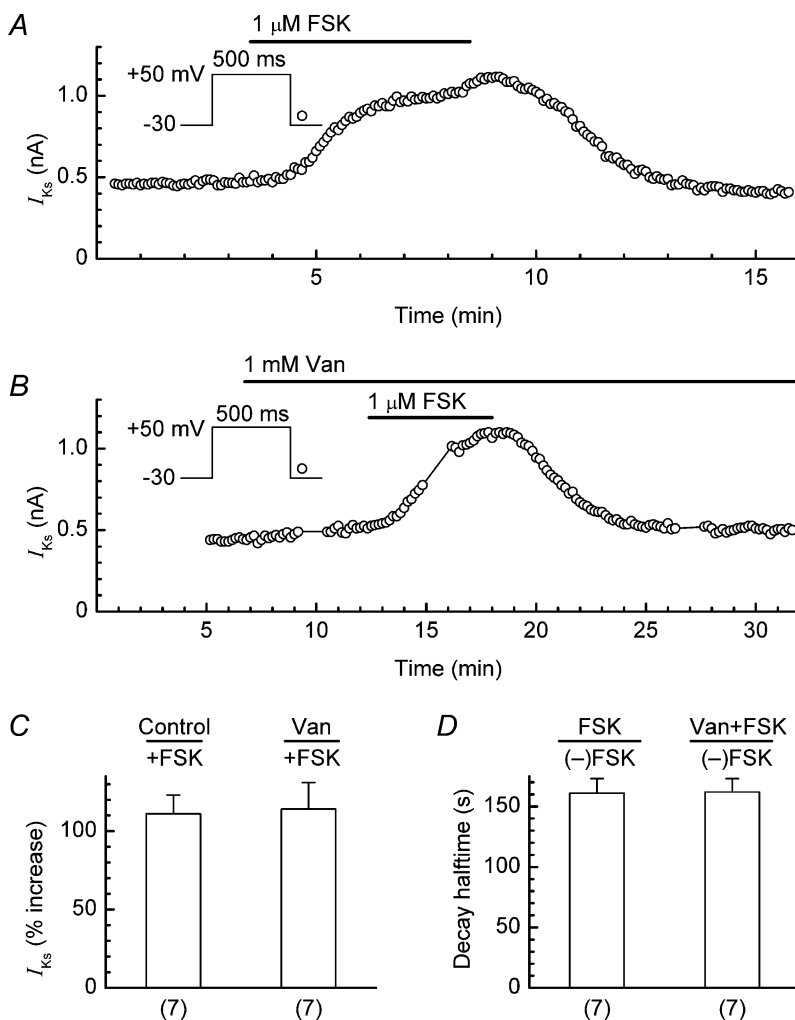 A
1 μM FSK
500 ms
+50 mV
-30
1.0
0.5
0
I_Ks (nA)
5 10 15
Time (min)
B
1 mM Van
1 μM FSK
500 ms
+50 mV
-30
1.0
0.5
0
I_Ks (nA)
5 10 15 20 25 30
Time (min)
C
Control Van
+FSK +FSK
100
50
0
I_Ks (% increase)
(7) (7)
D
FSK Van+FSK
(–)FSK (–)FSK
150
100
50
0
Decay halftime (s)
(7) (7)